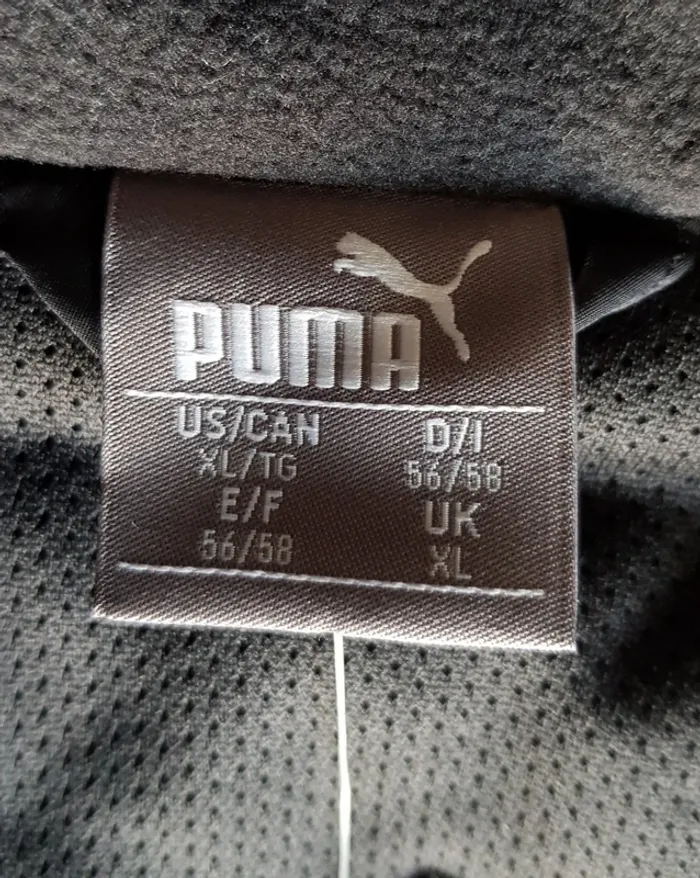 PUMA
US/CAN D/I
XL/TG 56/58
E/F UK
56/58 XL